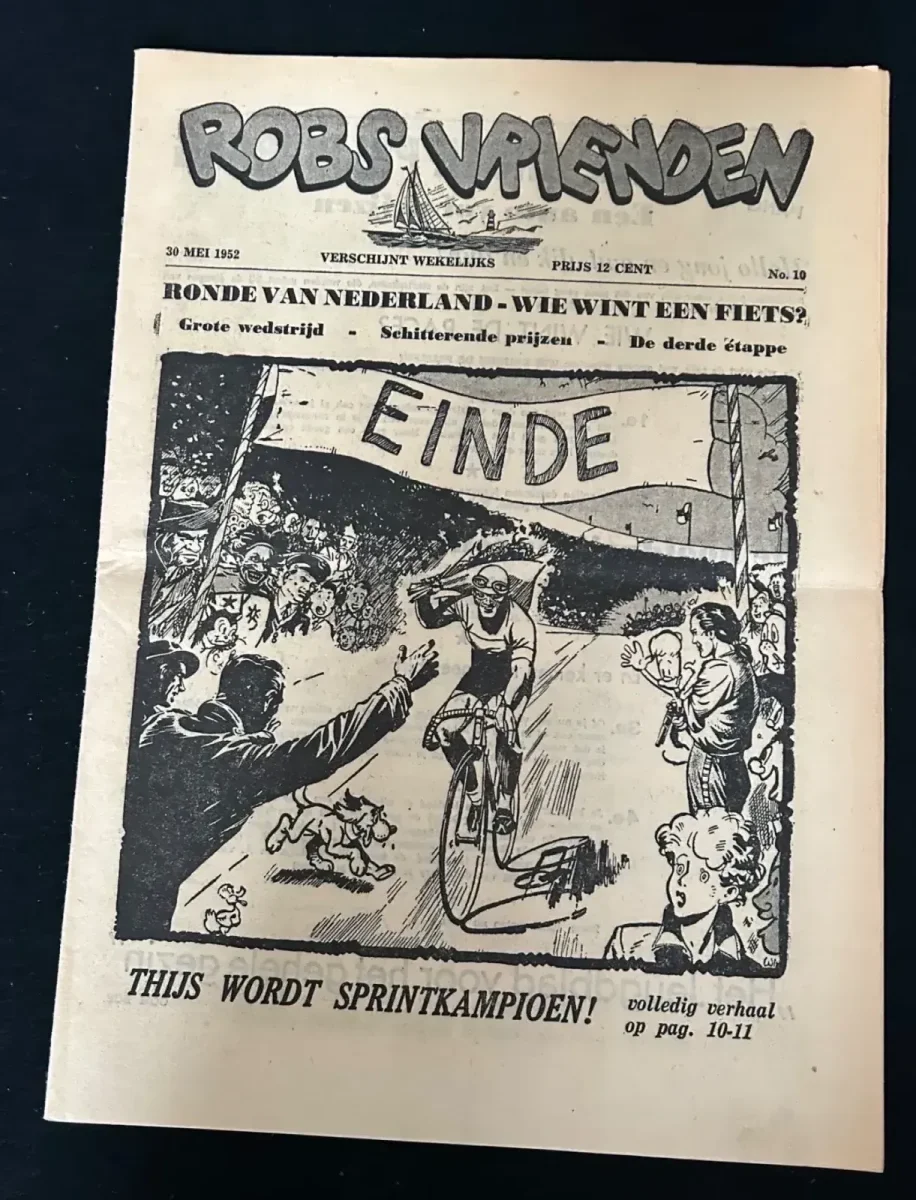 ROBS VRIENDEN
30 MEI 1952 VERSCHIJNT WEKELIJKS PRIJS 12 CENT No. 10
RONDE VAN NEDERLAND - WIE WINT EEN FIETS?
Grote wedstrijd - Schitterende prijzen - De derde étappe
EINDE
THIJS WORDT SPRINTKAMPIOEN!
volledig verhaal
op pag. 10-11